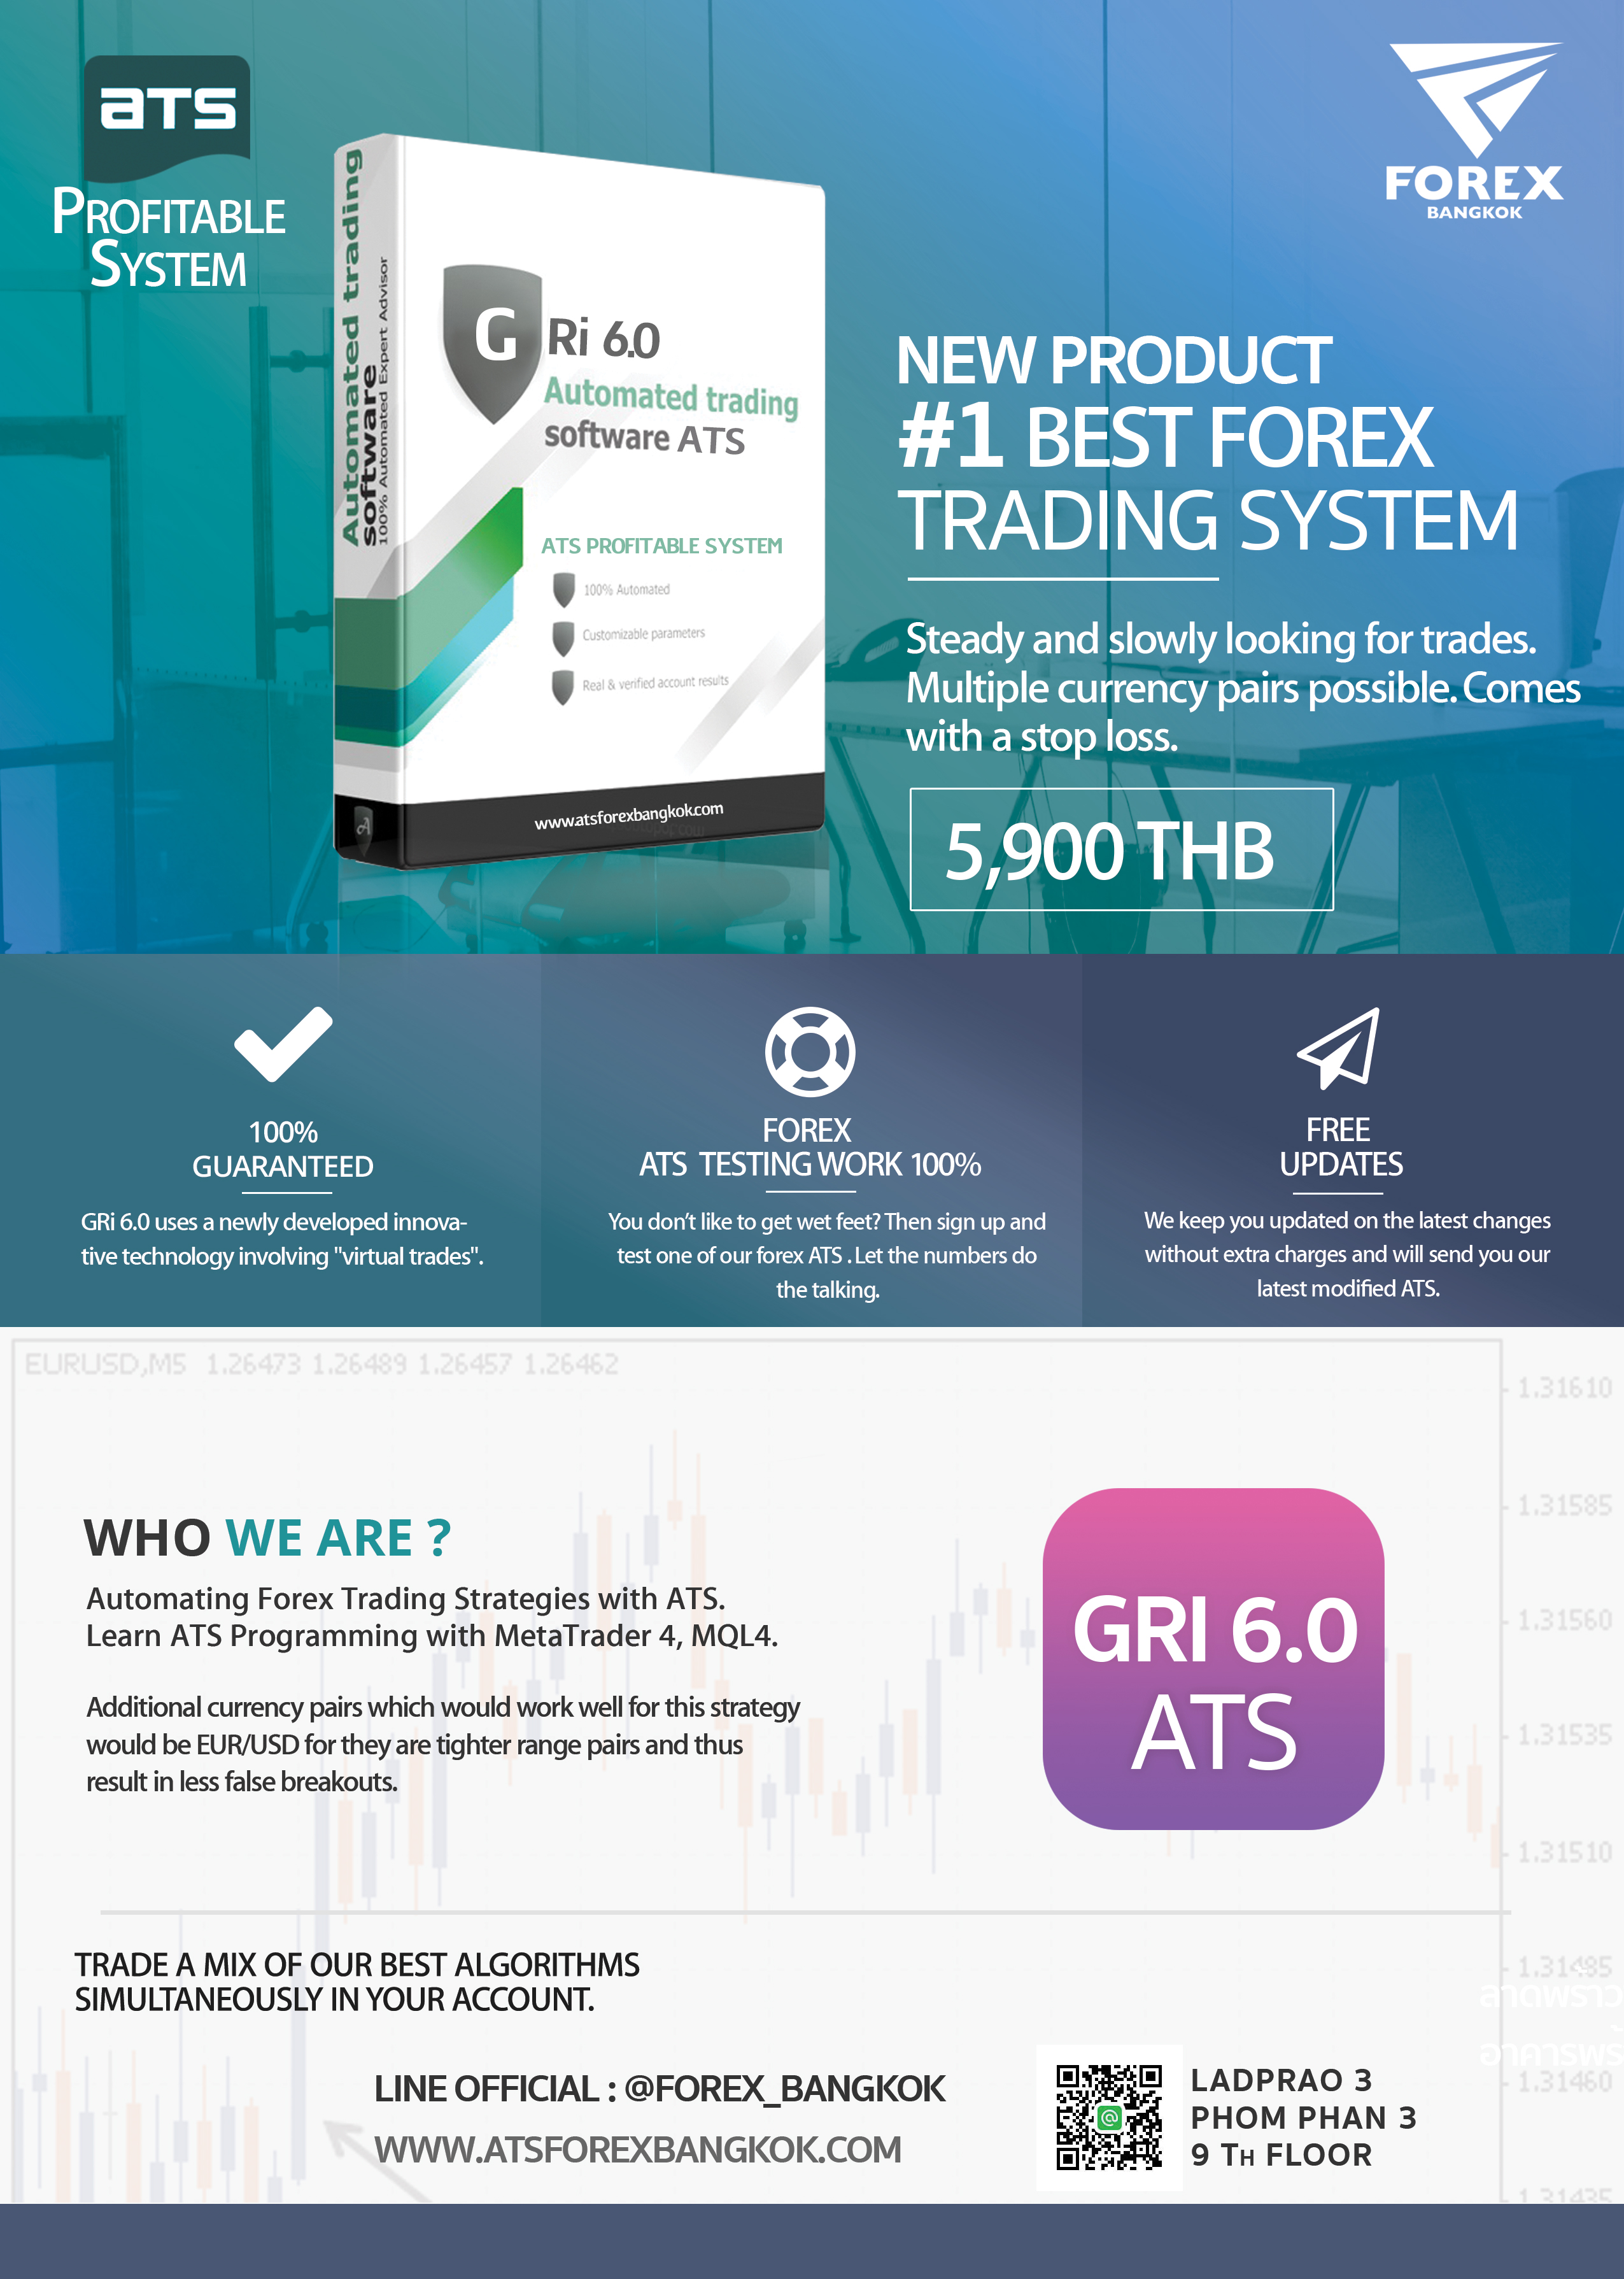 aTS
PROFITABLE
SYSTEM
FOREX
BANGKOK
Automated trading
software
100% Automated Expert Advisor
G Ri 6.0
Automated trading
software ATS
ATS PROFITABLE SYSTEM
100% Automated
Customizable parameters
Real & verified account results
www.atsforexbangkok.com
NEW PRODUCT
#1 BEST FOREX
TRADING SYSTEM
Steady and slowly looking for trades.
Multiple currency pairs possible. Comes
with a stop loss.
5,900 THB
100%
GUARANTEED
GRi 6.0 uses a newly developed innova-
tive technology involving "virtual trades".
FOREX
ATS TESTING WORK 100%
You don't like to get wet feet? Then sign up and
test one of our forex ATS . Let the numbers do
the talking.
FREE
UPDATES
We keep you updated on the latest changes
without extra charges and will send you our
latest modified ATS.
EURUSD,M5 1.26473 1.26489 1.26457 1.26462
1.31610
1.31585
1.31560
1.31535
1.31510
1.31485
1.31460
1.31435
WHO WE ARE ?
Automating Forex Trading Strategies with ATS.
Learn ATS Programming with MetaTrader 4, MQL4.
Additional currency pairs which would work well for this strategy
would be EUR/USD for they are tighter range pairs and thus
result in less false breakouts.
GRI 6.0
ATS
TRADE A MIX OF OUR BEST ALGORITHMS
SIMULTANEOUSLY IN YOUR ACCOUNT.
ลาดพร้าว
LINE OFFICIAL : @FOREX_BANGKOK
WWW.ATSFOREXBANGKOK.COM
LADPRAO 3
PHOM PHAN 3
9 TH FLOOR